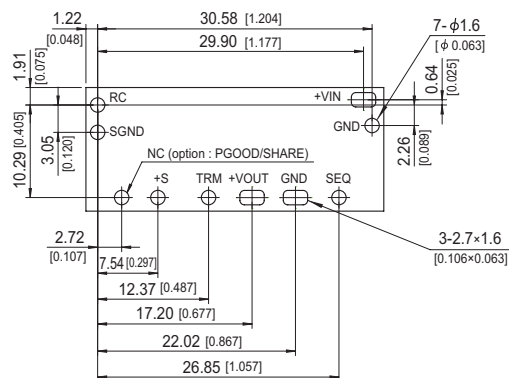 1.22
[0.048]
30.58 [1.204]
29.90 [1.177]
7- ϕ1.6
[ϕ 0.063]
1.91
[0.075]
0.64
[0.025]
RC
+VIN
10.29 [0.405]
3.05
[0.120]
SGND
GND
2.26
[0.089]
NC (option : PGOOD/SHARE)
+S
TRM
+VOUT
GND
SEQ
2.72
[0.107]
3-2.7×1.6
[0.106×0.063]
7.54 [0.297]
12.37 [0.487]
17.20 [0.677]
22.02 [0.867]
26.85 [1.057]